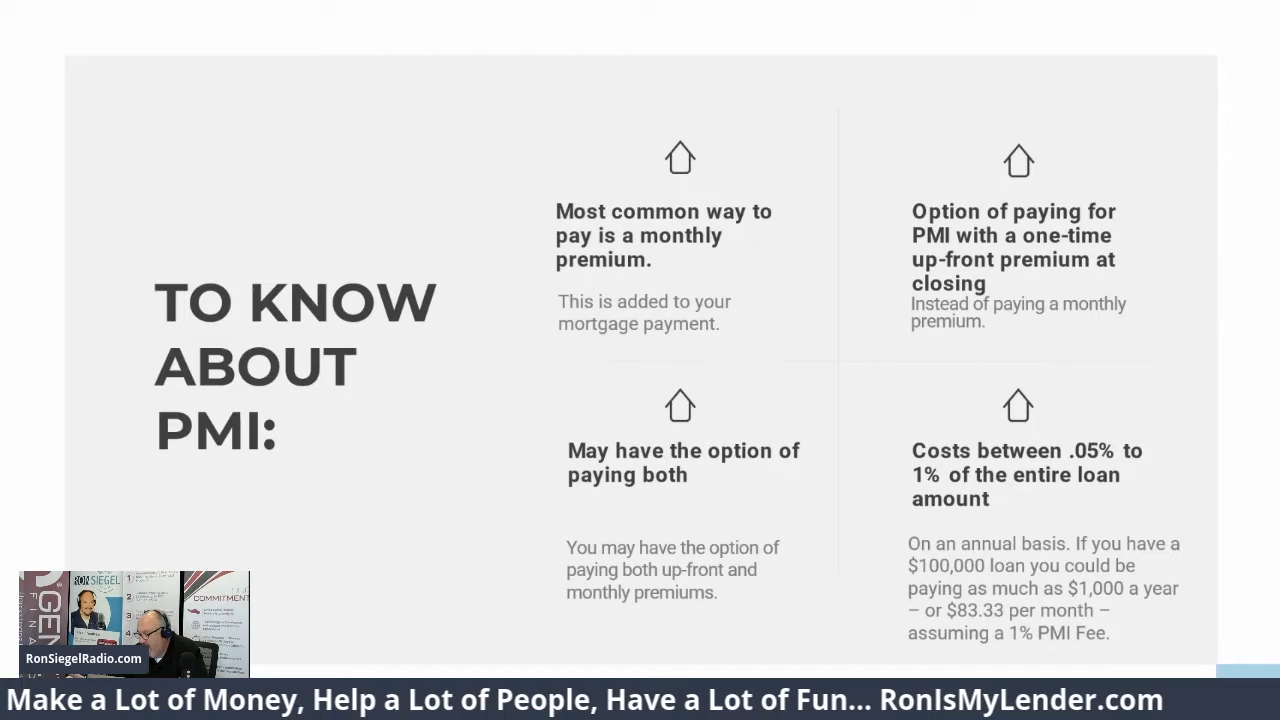 TO KNOW
ABOUT
PMI:
Most common way to
pay is a monthly
premium.
This is added to your
mortgage payment.
Option of paying for
PMI with a one-time
up-front premium at
closing
Instead of paying a monthly
premium.
May have the option of
paying both
You may have the option of
paying both up-front and
monthly premiums.
Costs between .05% to
1% of the entire loan
amount
On an annual basis. If you have a
$100,000 loan you could be
paying as much as $1,000 a year
– or $83.33 per month –
assuming a 1% PMI Fee.
RON SIEGEL
COMMITMENT
RonSiegelRadio.com
Make a Lot of Money, Help a Lot of People, Have a Lot of Fun... RonIsMyLender.com